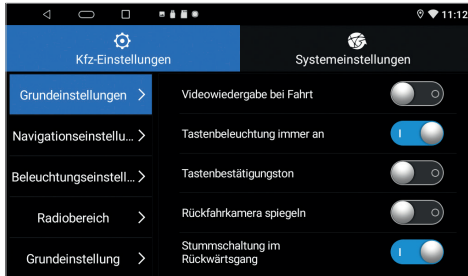 11:12
Kfz-Einstellungen
Systemeinstellungen
Grundeinstellungen
Videowiedergabe bei Fahrt
Navigationseinstellu...
Tastenbeleuchtung immer an
Beleuchtungseinstell...
Tastenbestätigungston
Radiobereich
Rückfahrkamera spiegeln
Grundeinstellung
Stummschaltung im
Rückwärtsgang